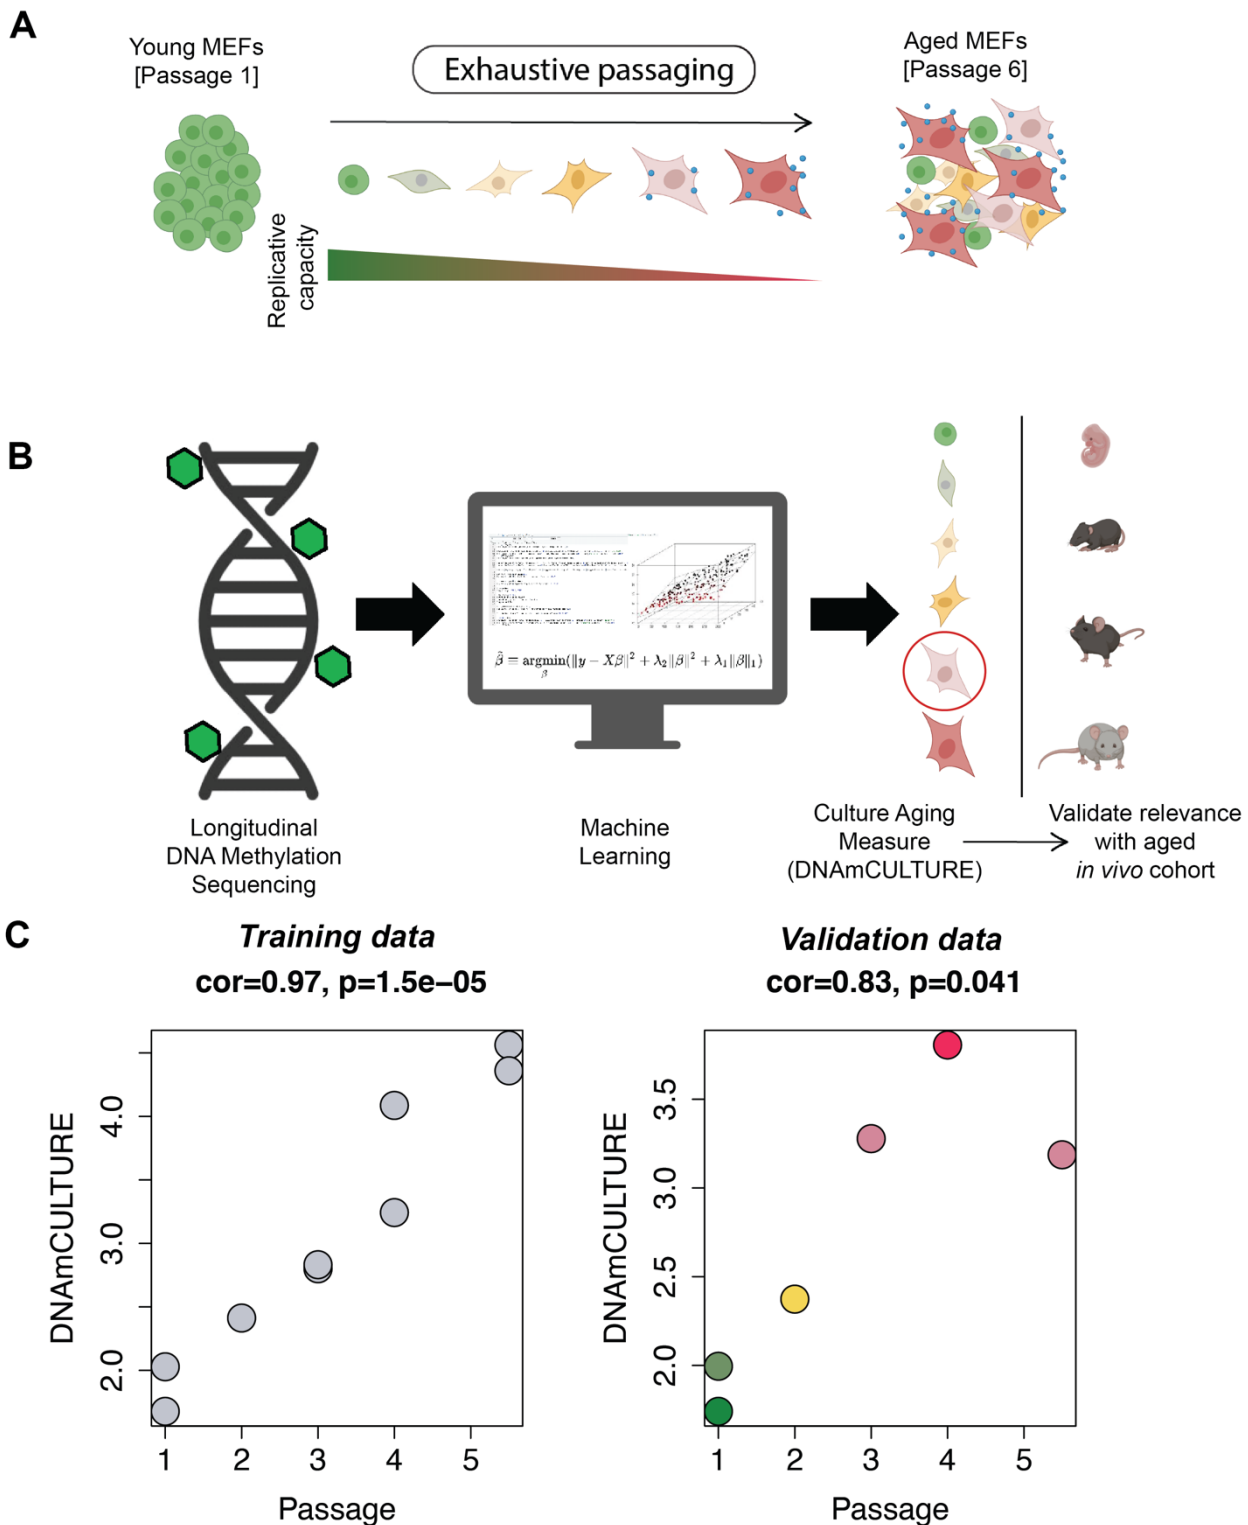 A
Young MEFs
[Passage 1]
Exhaustive passaging
Aged MEFs
[Passage 6]
Replicative
capacity
B
β̂ ≡ argmin(‖y − Xβ‖² + λ₂‖β‖² + λ₁‖β‖₁)
β
Longitudinal
DNA Methylation
Sequencing
Machine
Learning
Culture Aging
Measure
(DNAmCULTURE)
Validate relevance
with aged
in vivo cohort
C
Training data
cor=0.97, p=1.5e−05
DNAmCULTURE
4.0
3.0
2.0
1 2 3 4 5
Passage
Validation data
cor=0.83, p=0.041
DNAmCULTURE
3.5
3.0
2.5
2.0
1 2 3 4 5
Passage